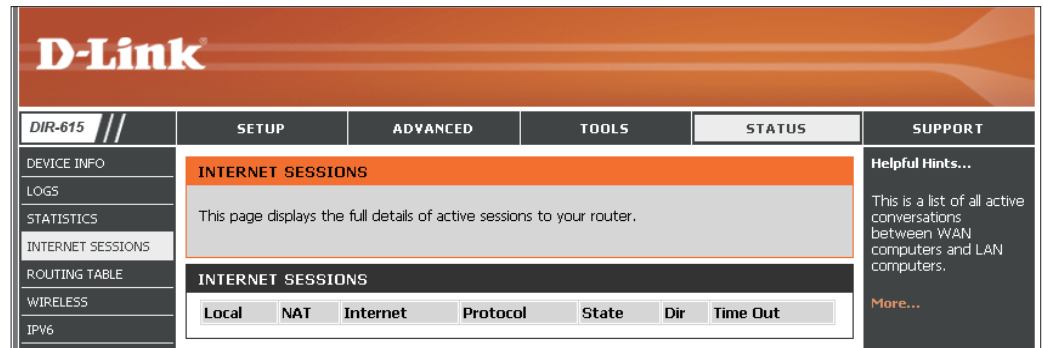 D-Link®
DIR-615
SETUP
ADVANCED
TOOLS
STATUS
SUPPORT
DEVICE INFO
LOGS
STATISTICS
INTERNET SESSIONS
ROUTING TABLE
WIRELESS
IPV6
INTERNET SESSIONS
This page displays the full details of active sessions to your router.
INTERNET SESSIONS
Local NAT Internet Protocol State Dir Time Out
Helpful Hints...
This is a list of all active
conversations
between WAN
computers and LAN
computers.
More...